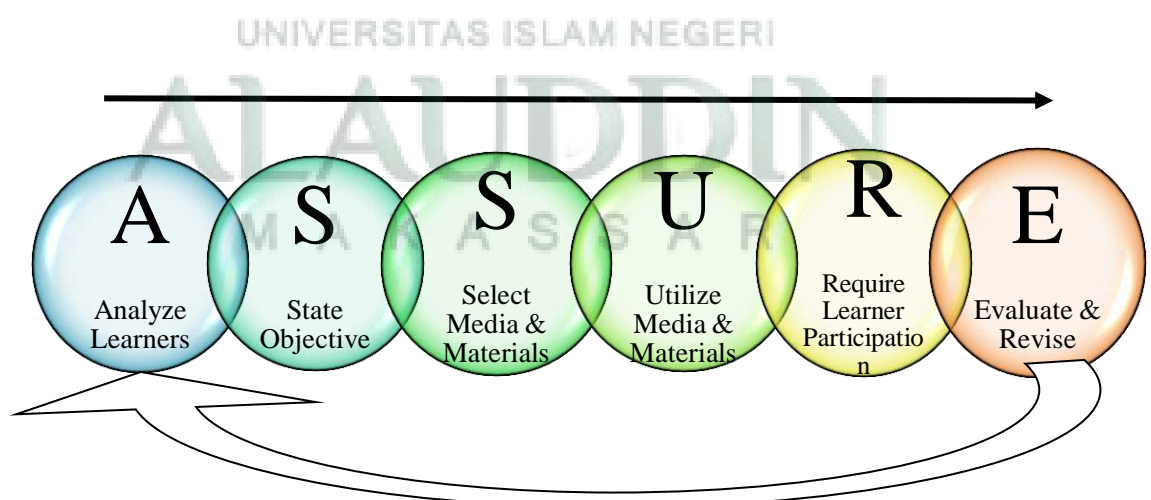 UNIVERSITAS ISLAM NEGERI
ALAUDDIN
MAKASSAR
A
Analyze
Learners
S
State
Objective
S
Select
Media &
Materials
U
Utilize
Media &
Materials
R
Require
Learner
Participatio
n
E
Evaluate &
Revise